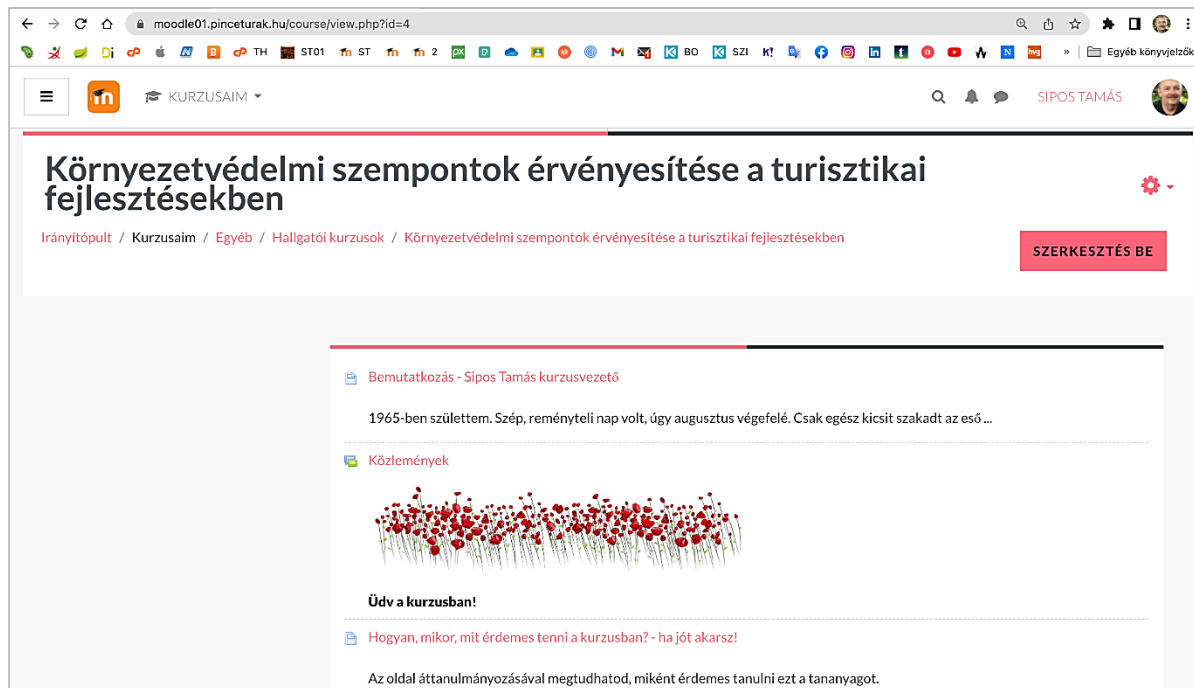 moodle01.pinceturak.hu/course/view.php?id=4
Di TH ST01 ST 2 BO SZI K! hvg » Egyéb könyvjelzők
KURZUSAIM SIPOS TAMÁS
Környezetvédelmi szempontok érvényesítése a turisztikai
fejlesztésekben
Irányítópult / Kurzusaim / Egyéb / Hallgatói kurzusok / Környezetvédelmi szempontok érvényesítése a turisztikai fejlesztésekben
SZERKESZTÉS BE
Bemutatkozás - Sipos Tamás kurzusvezető
1965-ben születtem. Szép, reményteli nap volt, úgy augusztus végefelé. Csak egész kicsit szakadt az eső ...
Közlemények
Üdv a kurzusban!
Hogyan, mikor, mit érdemes tenni a kurzusban? - ha jót akarsz!
Az oldal áttanulmányozásával megtudhatod, miként érdemes tanulni ezt a tananyagot.